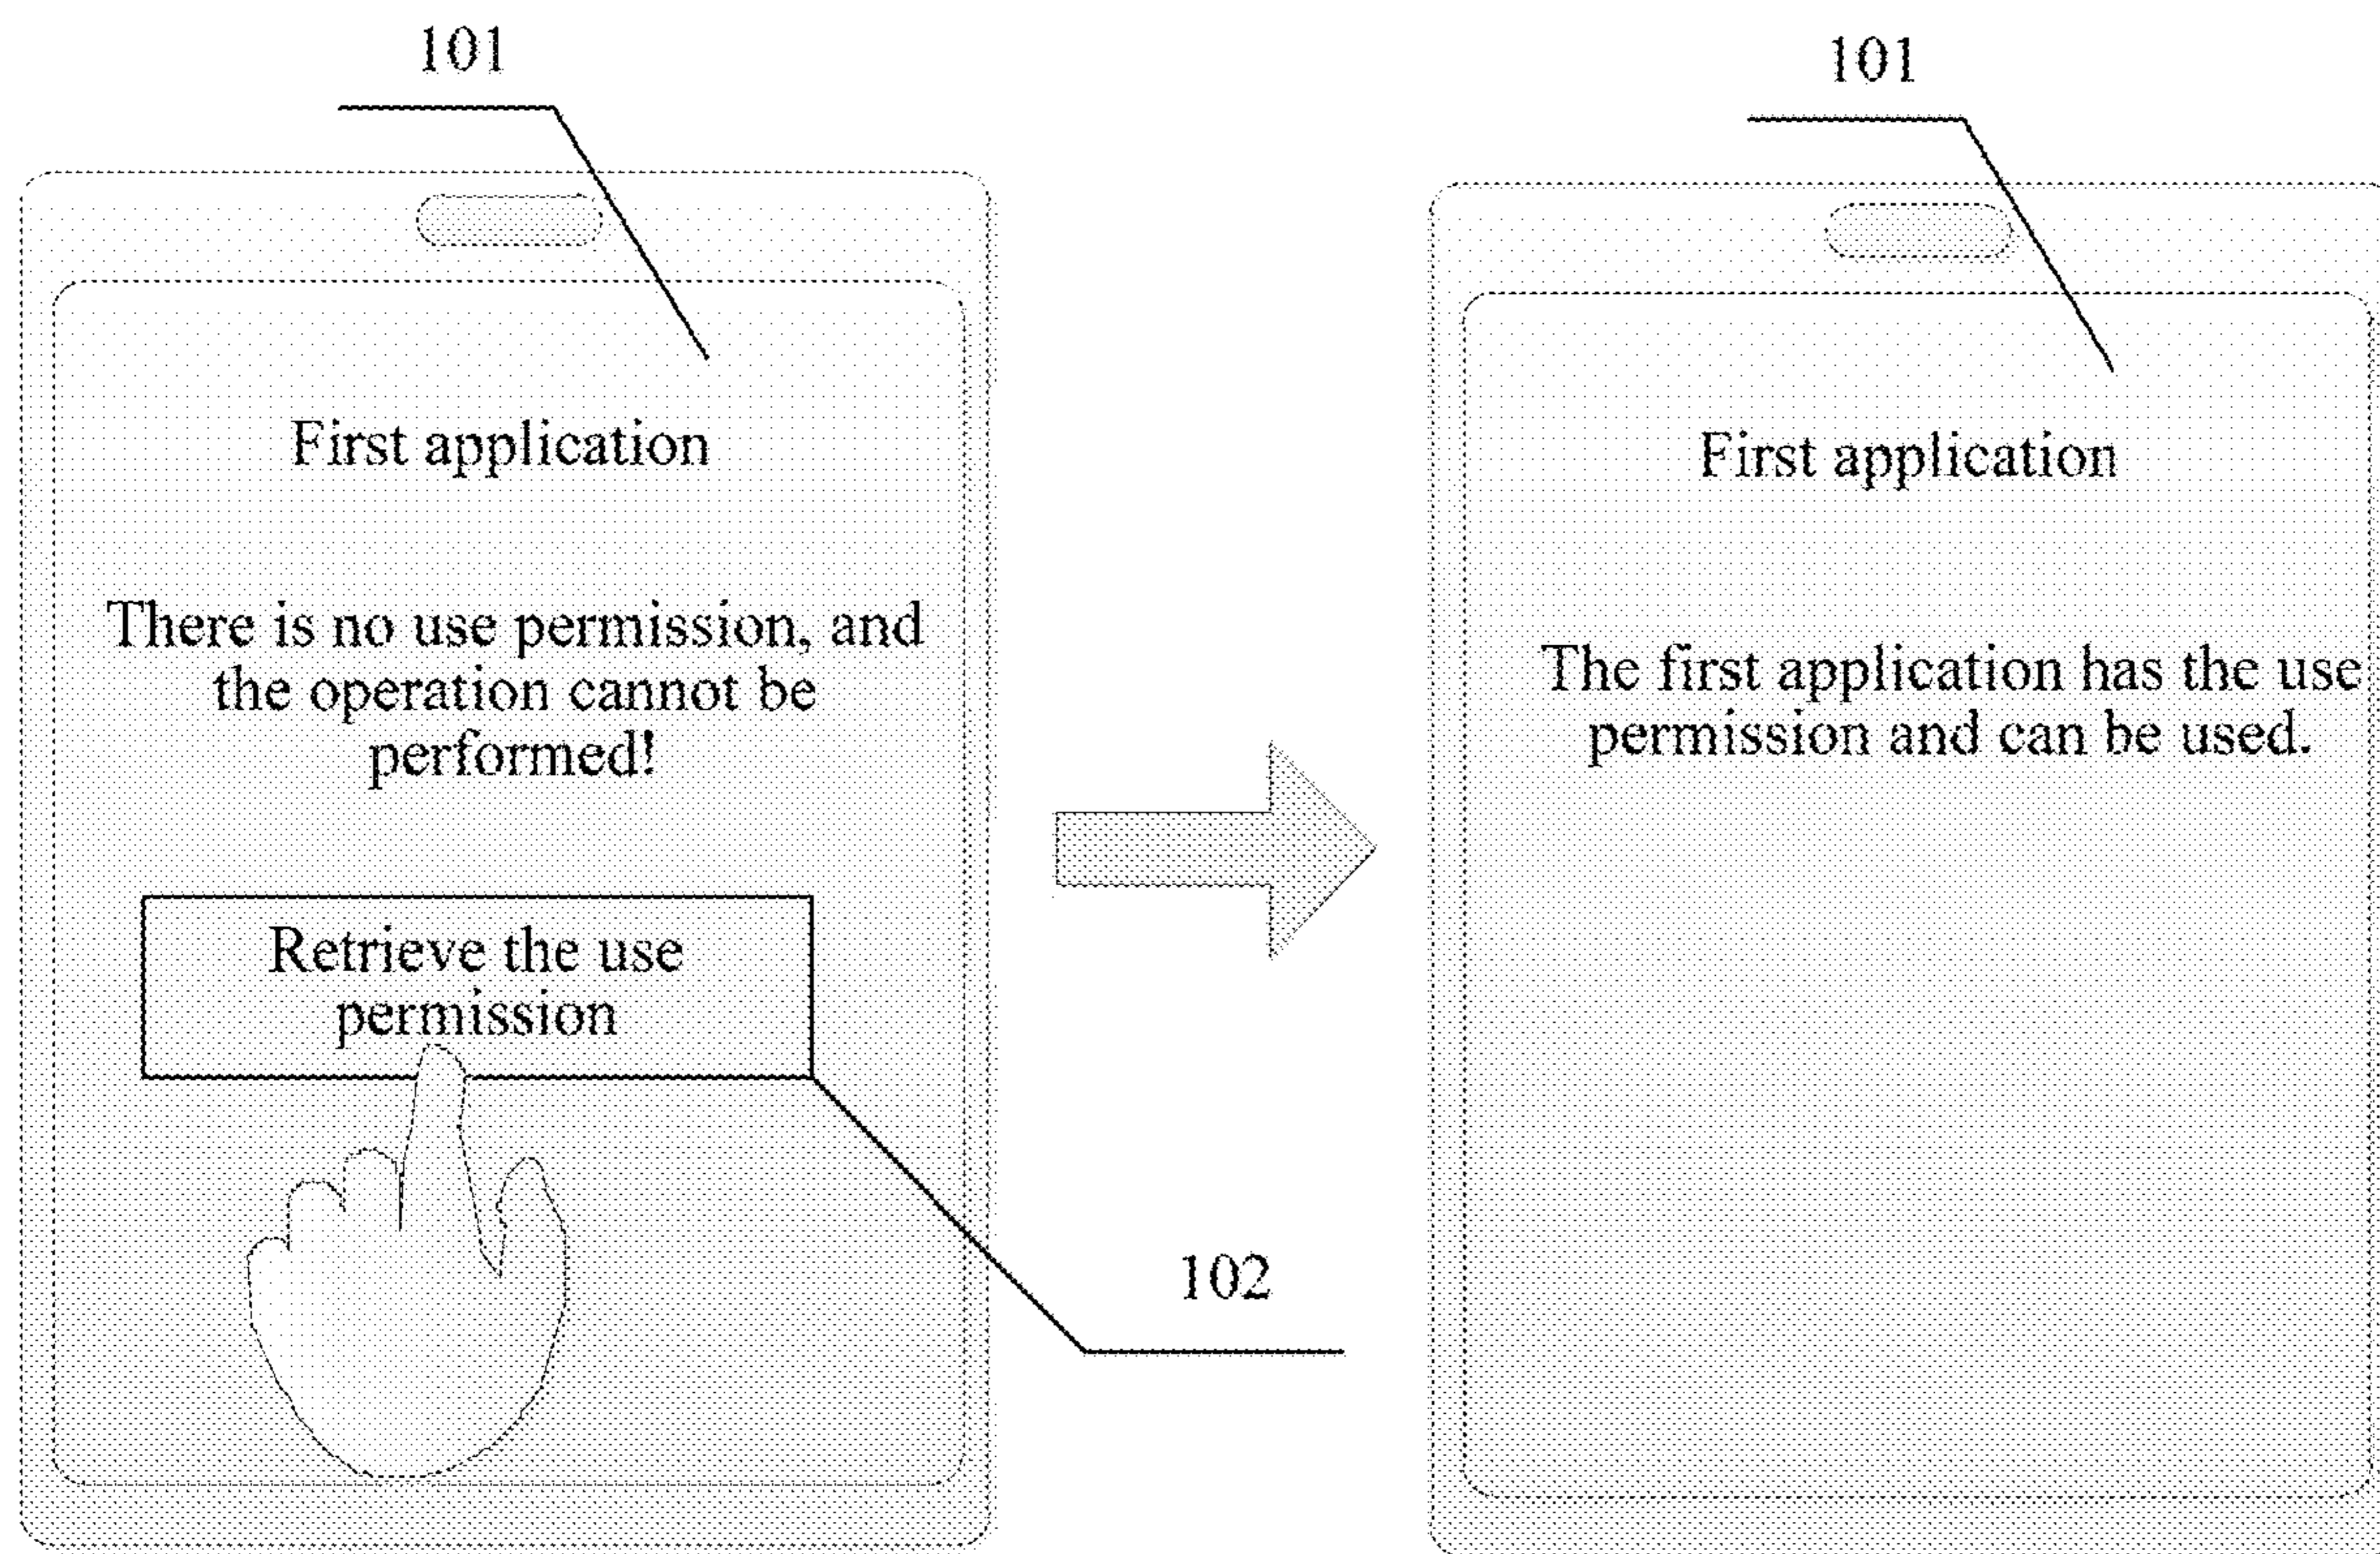 101
First application
There is no use permission, and
the operation cannot be
performed!
Retrieve the use
permission
102
101
First application
The first application has the use
permission and can be used.